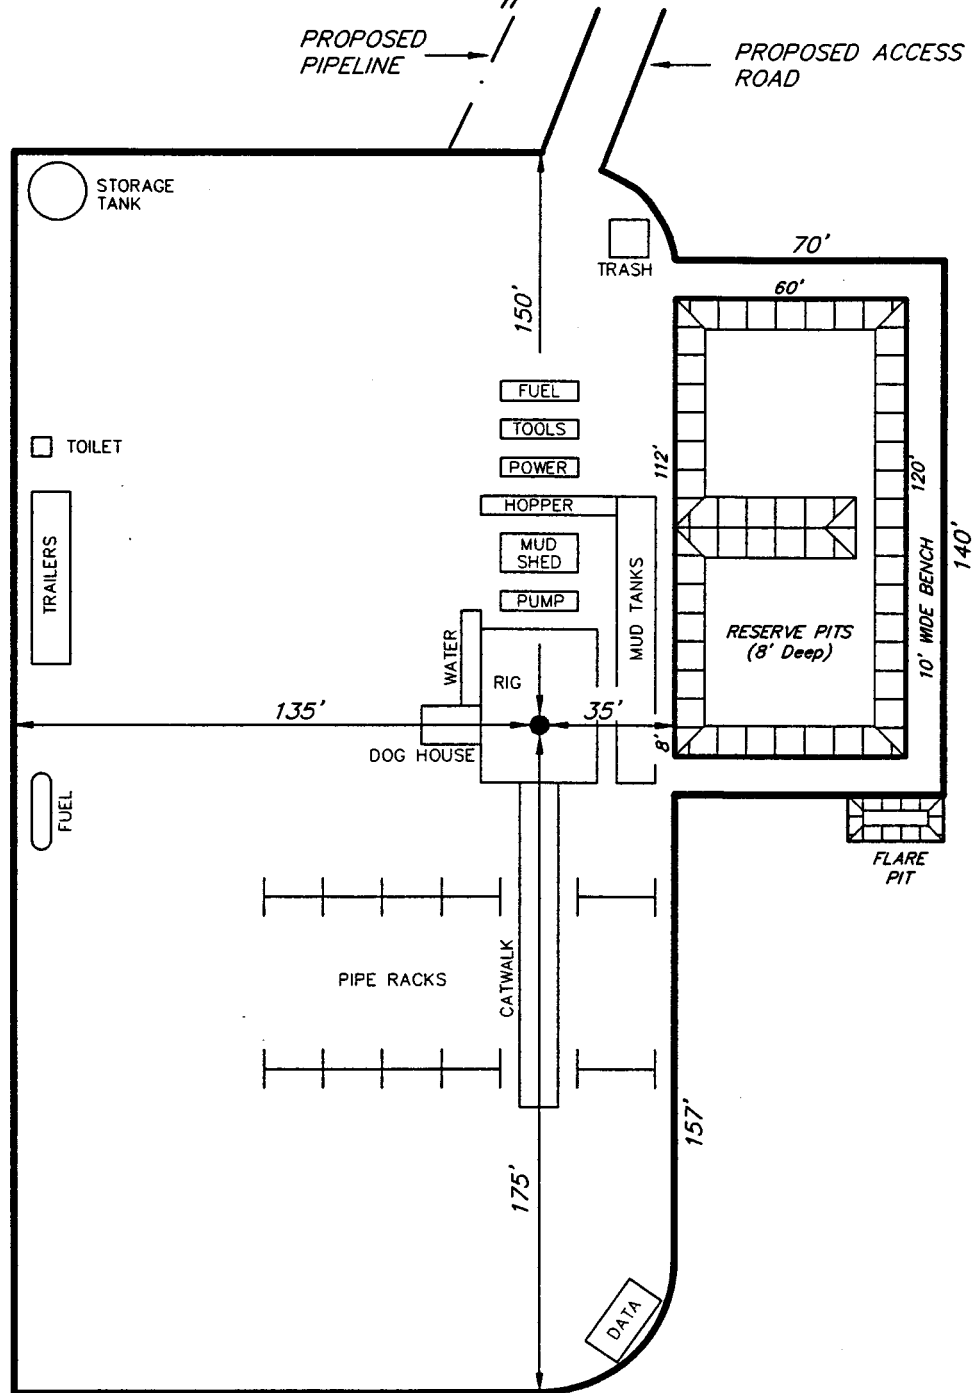 PROPOSED
PIPELINE
PROPOSED ACCESS
ROAD
STORAGE
TANK
TRASH
70'
60'
150'
FUEL
TOOLS
POWER
HOPPER
MUD
SHED
PUMP
TOILET
TRAILERS
WATER
RIG
MUD TANKS
112'
120'
10' WIDE BENCH
140'
RESERVE PITS
(8' Deep)
135'
35'
8'
DOG HOUSE
FUEL
FLARE
PIT
PIPE RACKS
CATWALK
157'
175'
DATA